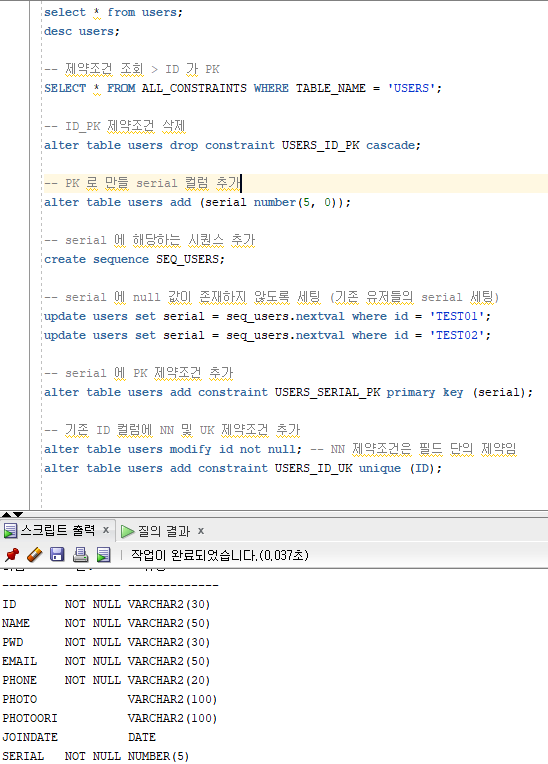 select * from users;
desc users;
-- 제약조건 조회 > ID 가 PK
SELECT * FROM ALL_CONSTRAINTS WHERE TABLE_NAME = 'USERS';
-- ID_PK 제약조건 삭제
alter table users drop constraint USERS_ID_PK cascade;
-- PK 로 만들 serial 컬럼 추가
alter table users add (serial number(5, 0));
-- serial 에 해당하는 시퀀스 추가
create sequence SEQ_USERS;
-- serial 에 null 값이 존재하지 않도록 세팅 (기존 유저들의 serial 세팅)
update users set serial = seq_users.nextval where id = 'TEST01';
update users set serial = seq_users.nextval where id = 'TEST02';
-- serial 에 PK 제약조건 추가
alter table users add constraint USERS_SERIAL_PK primary key (serial);
-- 기존 ID 컬럼에 NN 및 UK 제약조건 추가
alter table users modify id not null; -- NN 제약조건은 필드 단의 제약임
alter table users add constraint USERS_ID_UK unique (ID);
스크립트 출력 x 질의 결과 x
작업이 완료되었습니다.(0,037초)
-------- -------- -------------
ID NOT NULL VARCHAR2(30)
NAME NOT NULL VARCHAR2(50)
PWD NOT NULL VARCHAR2(30)
EMAIL NOT NULL VARCHAR2(50)
PHONE NOT NULL VARCHAR2(20)
PHOTO VARCHAR2(100)
PHOTOORI VARCHAR2(100)
JOINDATE DATE
SERIAL NOT NULL NUMBER(5)